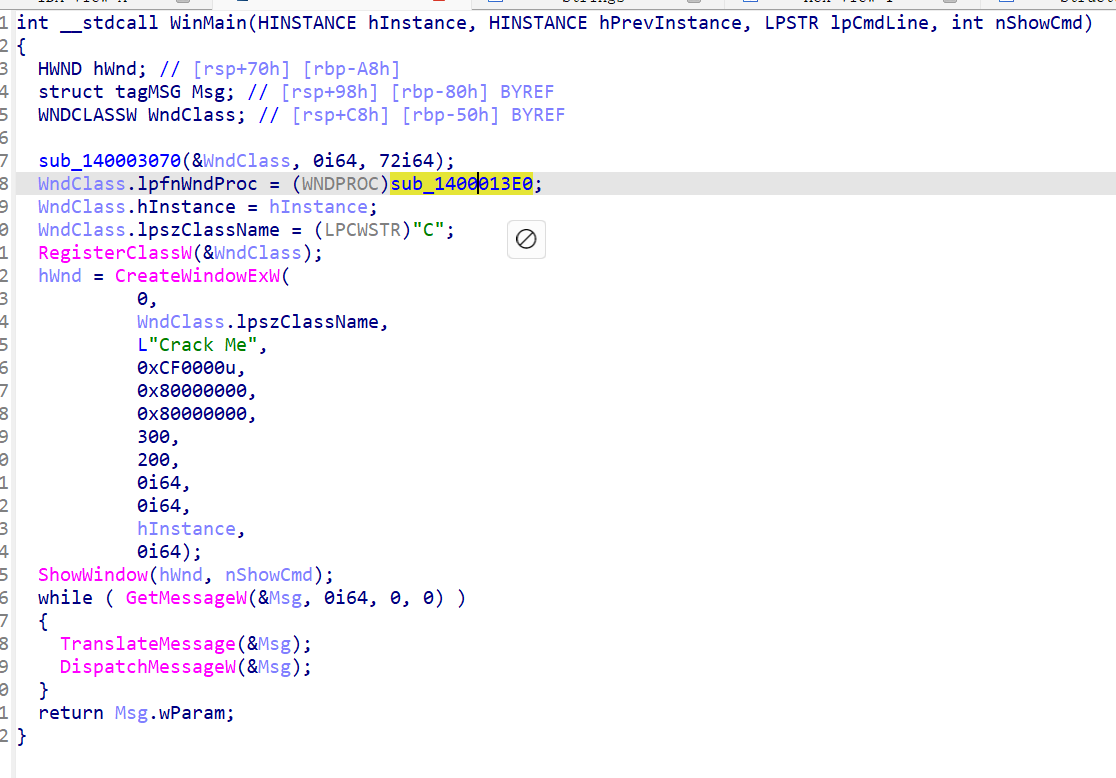 1 int __stdcall WinMain(HINSTANCE hInstance, HINSTANCE hPrevInstance, LPSTR lpCmdLine, int nShowCmd)
2 {
3   HWND hWnd; // [rsp+70h] [rbp-A8h]
4   struct tagMSG Msg; // [rsp+98h] [rbp-80h] BYREF
5   WNDCLASSW WndClass; // [rsp+C8h] [rbp-50h] BYREF
6
7   sub_140003070(&WndClass, 0i64, 72i64);
8   WndClass.lpfnWndProc = (WNDPROC)sub_1400013E0;
9   WndClass.hInstance = hInstance;
0   WndClass.lpszClassName = (LPCWSTR)"C";
1   RegisterClassW(&WndClass);
2   hWnd = CreateWindowExW(
3            0,
4            WndClass.lpszClassName,
5            L"Crack Me",
6            0xCF0000u,
7            0x80000000,
8            0x80000000,
9            300,
0            200,
1            0i64,
2            0i64,
3            hInstance,
4            0i64);
5   ShowWindow(hWnd, nShowCmd);
6   while ( GetMessageW(&Msg, 0i64, 0, 0) )
7   {
8     TranslateMessage(&Msg);
9     DispatchMessageW(&Msg);
0   }
1   return Msg.wParam;
2 }